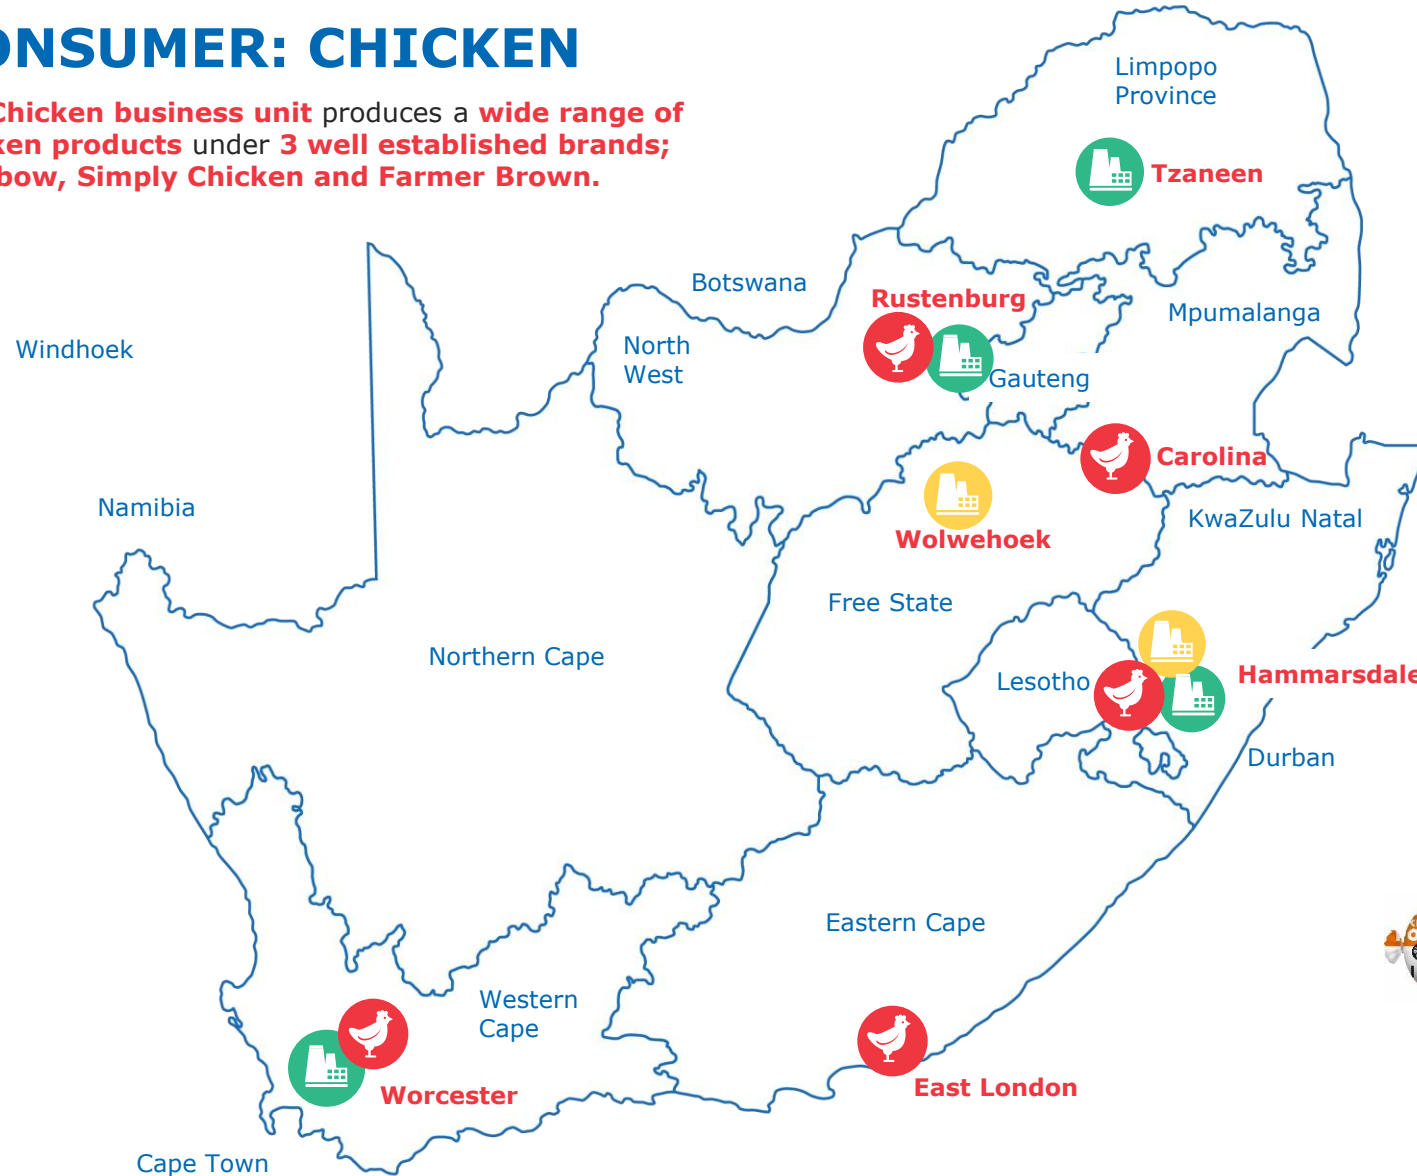 ONSUMER: CHICKEN
Chicken business unit produces a wide range of
ken products under 3 well established brands;
bow, Simply Chicken and Farmer Brown.
Limpopo
Province
Tzaneen
Botswana
Rustenburg
Mpumalanga
Windhoek
North
West
Gauteng
Carolina
Namibia
KwaZulu Natal
Wolwehoek
Free State
Northern Cape
Lesotho
Hammarsdale
Durban
Eastern Cape
Western
Cape
East London
Worcester
Cape Town